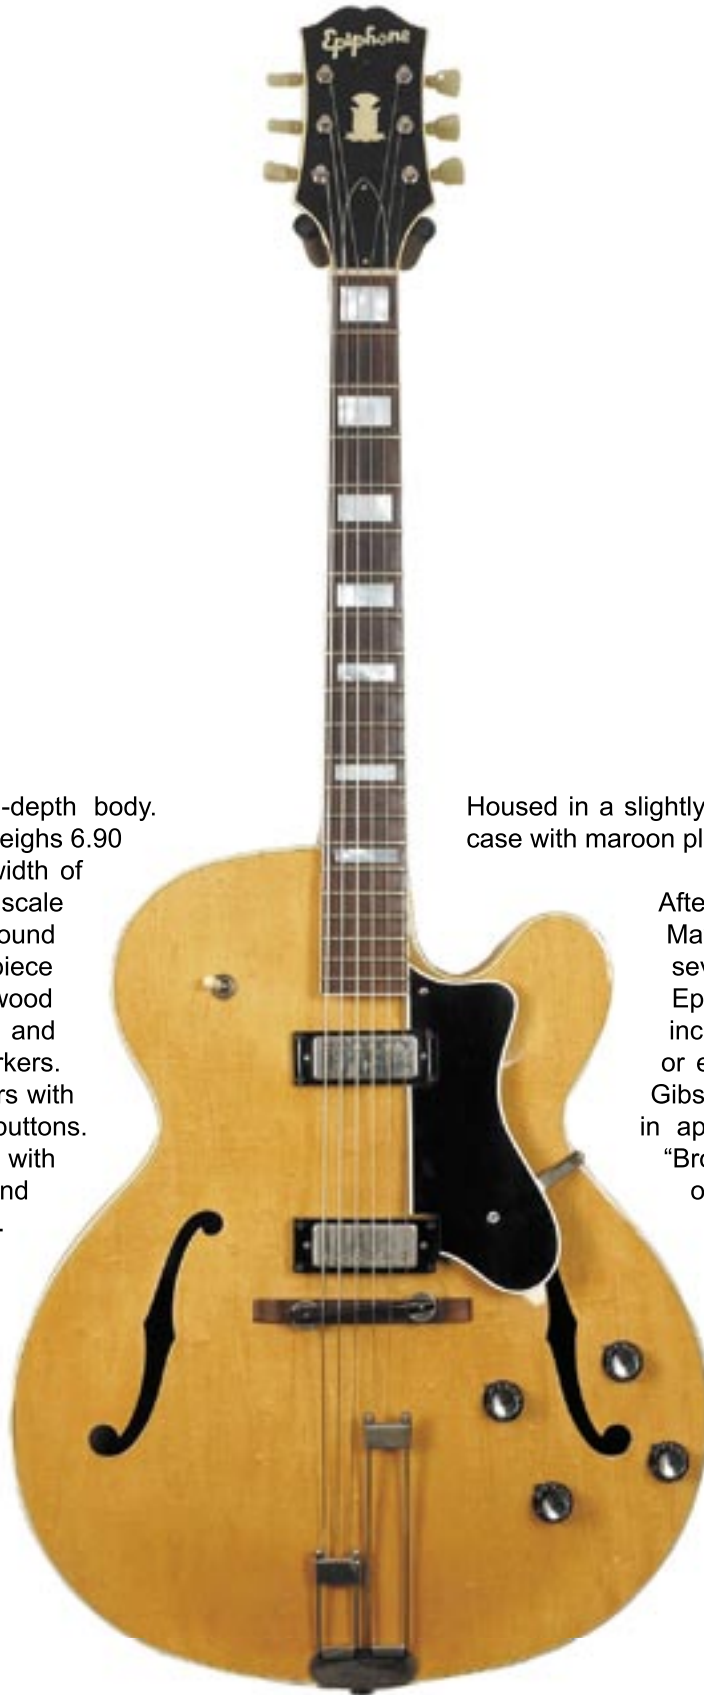 Epiphone
-depth body.
eighs 6.90
width of
scale
ound
piece
wood
and
rkers.
rs with
buttons.
with
nd
.
Housed in a slightly
case with maroon pl
Afte
Ma
sev
Ep
inc
or e
Gibs
in ap
“Bro
o